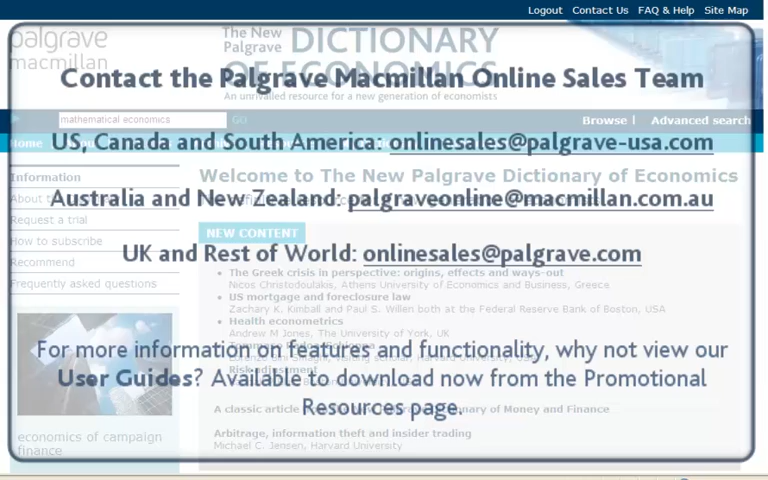 Logout Contact Us FAQ & Help Site Map
palgrave
macmillan
The New
Palgrave DICTIONARY
OF ECONOMICS
An unrivalled resource for a new generation of economists
Contact the Palgrave Macmillan Online Sales Team
mathematical economics GO Browse | Advanced search
Home
US, Canada and South America: onlinesales@palgrave-usa.com
Information
Welcome to The New Palgrave Dictionary of Economics
Australia and New Zealand: palgraveonline@macmillan.com.au
Request a trial
NEW CONTENT
How to subscribe
UK and Rest of World: onlinesales@palgrave.com
Recommend
Frequently asked questions
The Greek crisis in perspective: origins, effects and ways-out
Nicos Christodoulakis, Athens University of Economics and Business, Greece
US mortgage and foreclosure law
Zachary K. Kimball and Paul S. Willen both at the Federal Reserve Bank of Boston, USA
Health econometrics
Andrew M Jones, The University of York, UK
For more information on features and functionality, why not view our
Risk adjustment
User Guides? Available to download now from the Promotional
Resources page.
A classic article from The New Palgrave Dictionary of Money and Finance
Arbitrage, information theft and insider trading
Michael C. Jensen, Harvard University
economics of campaign
finance